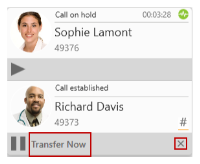 Call on hold 00:03:28
Sophie Lamont
49376
Call established
Richard Davis
49373 #
Transfer Now